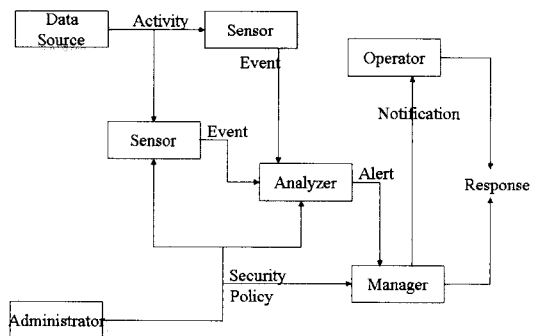 Data
Source
Activity
Sensor
Event
Operator
Notification
Sensor
Event
Analyzer
Alert
Response
Security
Policy
Manager
Administrator